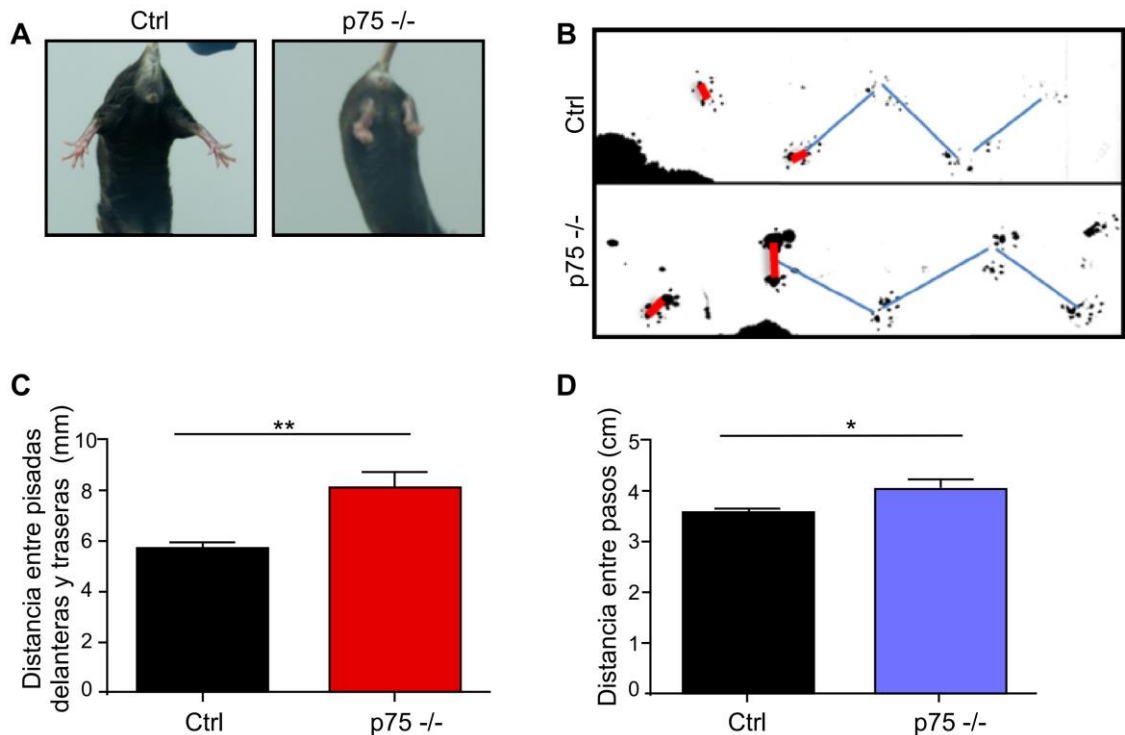 A
Ctrl
p75 -/-
B
Ctrl
p75 -/-
C
Distancia entre pisadas
delanteras y traseras (mm)
10
8
6
4
2
0
**
Ctrl
p75 -/-
D
Distancia entre pasos (cm)
5
4
3
2
1
0
*
Ctrl
p75 -/-